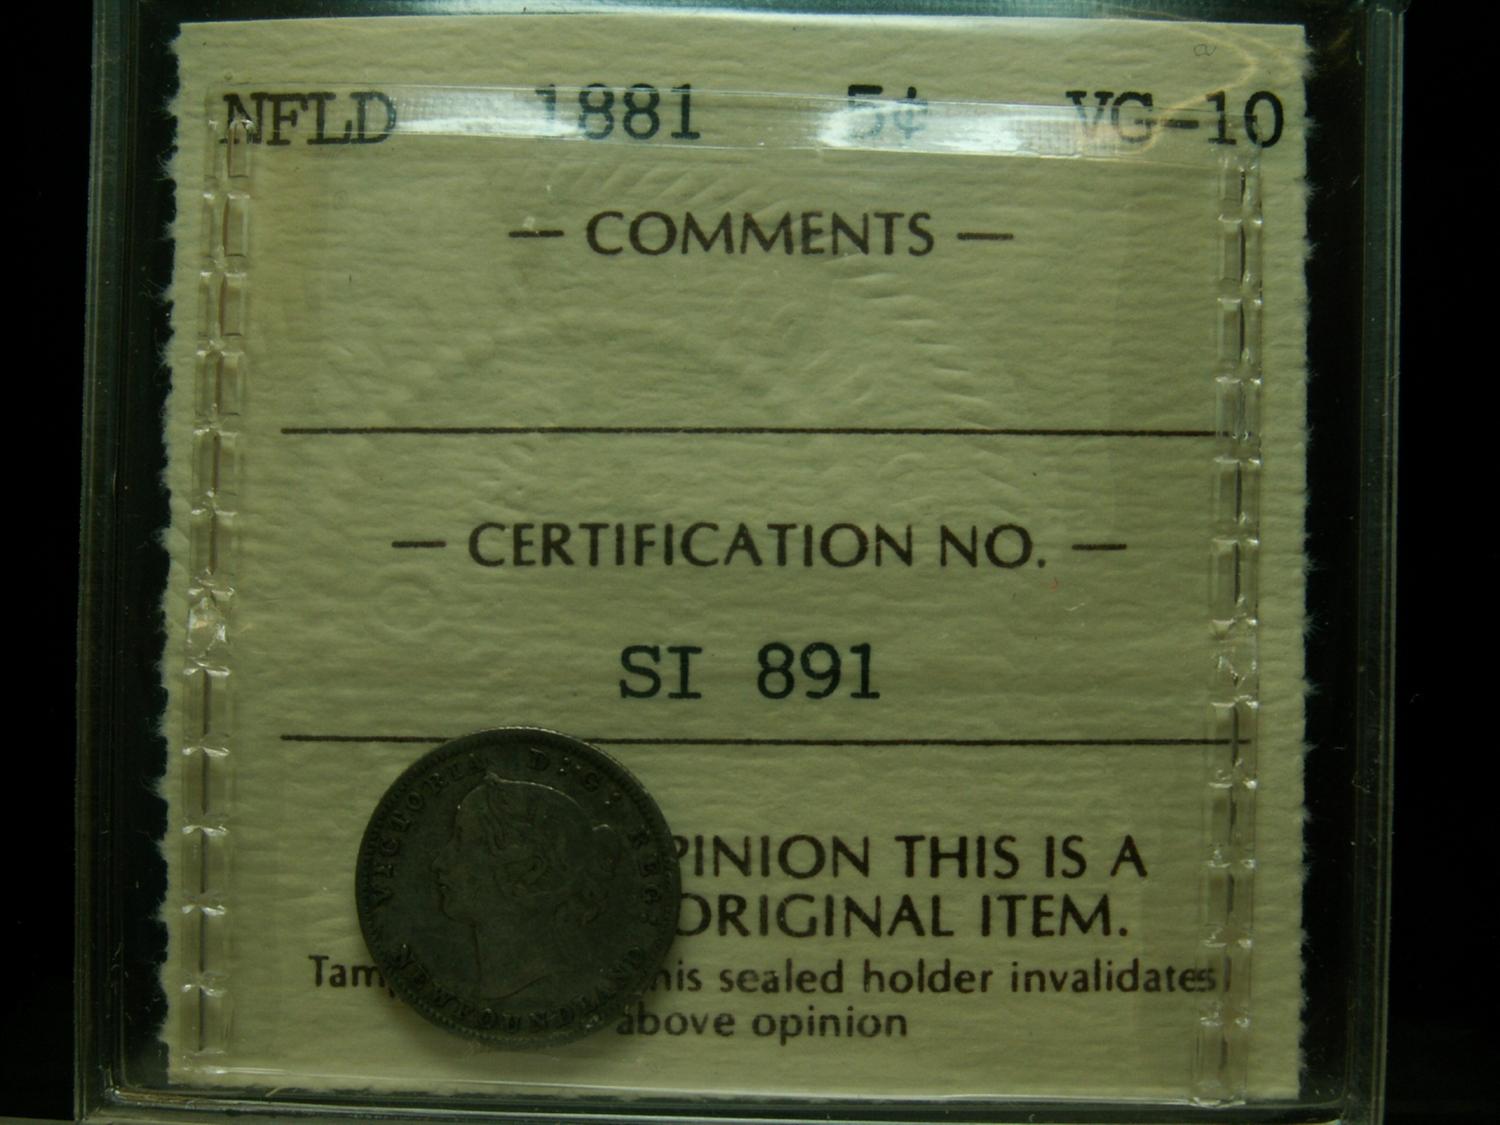 NFLD 1881 5¢ VG-10
— COMMENTS —
— CERTIFICATION NO. —
SI 891
VICTORIA D:G: REG: NEWFOUNDLAND
PINION THIS IS A
ORIGINAL ITEM.
Tam his sealed holder invalidates
above opinion